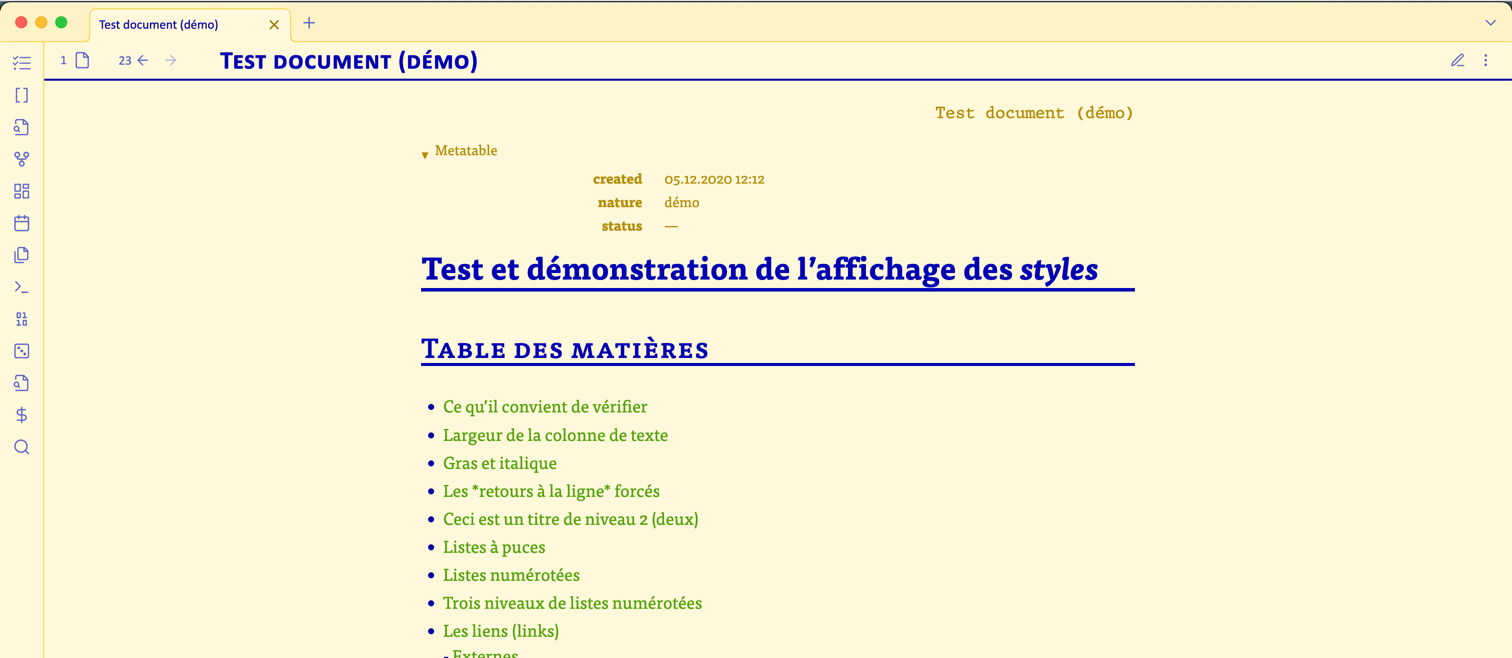 Test document (démo)
1
23
Test document (démo)
Test document (démo)
Metatable
created 05.12.2020 12:12
nature démo
status —
Test et démonstration de l’affichage des styles
Table des matières
Ce qu’il convient de vérifier
Largeur de la colonne de texte
Gras et italique
Les *retours à la ligne* forcés
Ceci est un titre de niveau 2 (deux)
Listes à puces
Listes numérotées
Trois niveaux de listes numérotées
Les liens (links)
- Externes